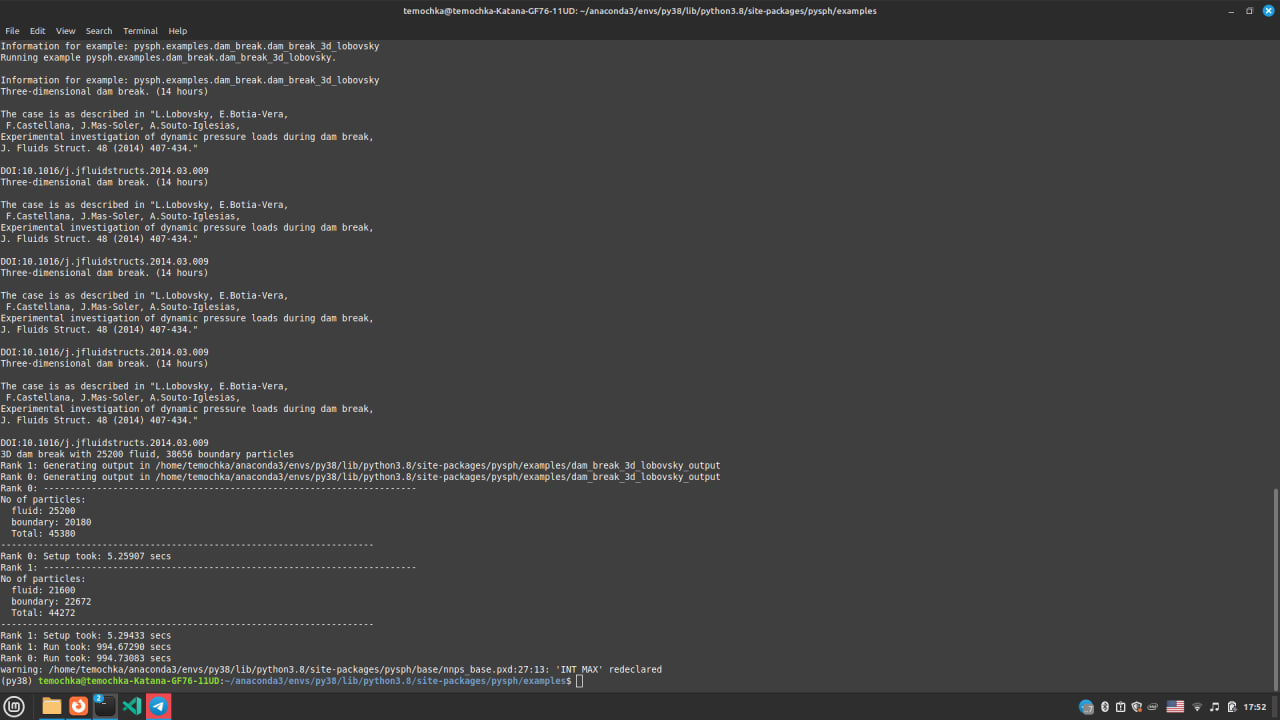 temochka@temochka-Katana-GF76-11UD: ~/anaconda3/envs/py38/lib/python3.8/site-packages/pysph/examples
File Edit View Search Terminal Help
Information for example: pysph.examples.dam_break.dam_break_3d_lobovsky
Running example pysph.examples.dam_break.dam_break_3d_lobovsky.
Information for example: pysph.examples.dam_break.dam_break_3d_lobovsky
Three-dimensional dam break. (14 hours)
The case is as described in "L.Lobovsky, E.Botia-Vera,
F.Castellana, J.Mas-Soler, A.Souto-Iglesias,
Experimental investigation of dynamic pressure loads during dam break,
J. Fluids Struct. 48 (2014) 407-434."
DOI:10.1016/j.jfluidstructs.2014.03.009
Three-dimensional dam break. (14 hours)
The case is as described in "L.Lobovsky, E.Botia-Vera,
F.Castellana, J.Mas-Soler, A.Souto-Iglesias,
Experimental investigation of dynamic pressure loads during dam break,
J. Fluids Struct. 48 (2014) 407-434."
DOI:10.1016/j.jfluidstructs.2014.03.009
Three-dimensional dam break. (14 hours)
The case is as described in "L.Lobovsky, E.Botia-Vera,
F.Castellana, J.Mas-Soler, A.Souto-Iglesias,
Experimental investigation of dynamic pressure loads during dam break,
J. Fluids Struct. 48 (2014) 407-434."
DOI:10.1016/j.jfluidstructs.2014.03.009
Three-dimensional dam break. (14 hours)
The case is as described in "L.Lobovsky, E.Botia-Vera,
F.Castellana, J.Mas-Soler, A.Souto-Iglesias,
Experimental investigation of dynamic pressure loads during dam break,
J. Fluids Struct. 48 (2014) 407-434."
DOI:10.1016/j.jfluidstructs.2014.03.009
3D dam break with 25200 fluid, 38656 boundary particles
Rank 1: Generating output in /home/temochka/anaconda3/envs/py38/lib/python3.8/site-packages/pysph/examples/dam_break_3d_lobovsky_output
Rank 0: Generating output in /home/temochka/anaconda3/envs/py38/lib/python3.8/site-packages/pysph/examples/dam_break_3d_lobovsky_output
Rank 0: ----------------------------------------------------------------------
No of particles:
fluid: 25200
boundary: 20180
Total: 45380
----------------------------------------------------------------------
Rank 0: Setup took: 5.25907 secs
Rank 1: ----------------------------------------------------------------------
No of particles:
fluid: 21600
boundary: 22672
Total: 44272
----------------------------------------------------------------------
Rank 1: Setup took: 5.29433 secs
Rank 1: Run took: 994.67290 secs
Rank 0: Run took: 994.73083 secs
warning: /home/temochka/anaconda3/envs/py38/lib/python3.8/site-packages/pysph/base/nnps_base.pxd:27:13: 'INT_MAX' redeclared
(py38) temochka@temochka-Katana-GF76-11UD:~/anaconda3/envs/py38/lib/python3.8/site-packages/pysph/examples$
2
17:52